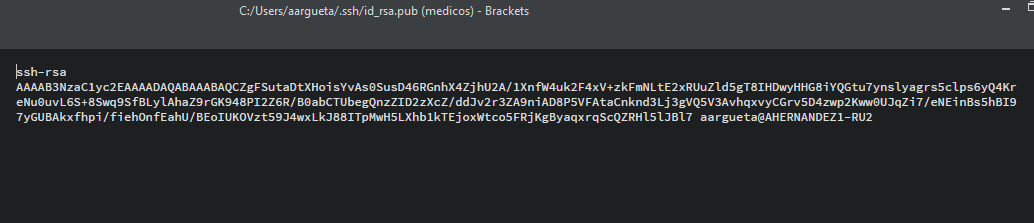 C:/Users/aargueta/.ssh/id_rsa.pub (medicos) - Brackets
ssh-rsa
AAAAB3NzaC1yc2EAAAADAQABAAABAQCZgFSutaDtXHoisYvAs0SusD46RGnhX4ZjhU2A/1XnfW4uk2F4xV+zkFmNLtE2xRUuZld5gT8IHDwyHHG8iYQGtu7ynslyagrs5clps6yQ4Kr
eNu0uvL6S+8Swq9SfBLylAhaZ9rGK948PI2Z6R/B0abCTUbegQnzZID2zXcZ/ddJv2r3ZA9niAD8P5VFAtaCnknd3Lj3gVQ5V3AvhqxvyCGrv5D4zwp2Kww0UJqZi7/eNEinBs5hBI9
7yGUBAkxfhpi/fiehOnfEahU/BEoIUKOVzt59J4wxLkJ88ITpMwH5LXhb1kTEjoxWtco5FRjKgByaqxrqScQZRHl5lJBl7 aargueta@AHERNANDEZ1-RU2